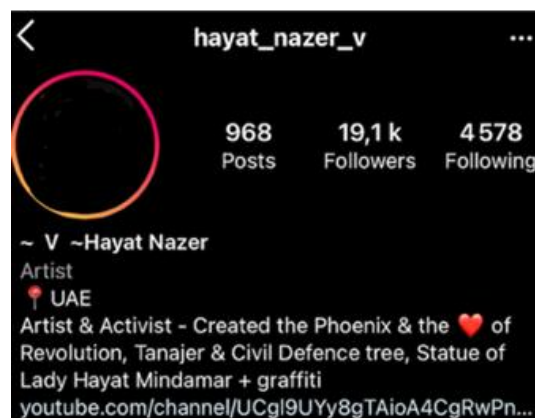 hayat_nazer_v
968 19,1 k 4 578
Posts Followers Following
~ V ~Hayat Nazer
Artist
📍 UAE
Artist & Activist - Created the Phoenix & the ❤️ of
Revolution, Tanajer & Civil Defence tree, Statue of
Lady Hayat Mindamar + graffiti
youtube.com/channel/UCgl9UYy8gTAioA4CgRwPn...